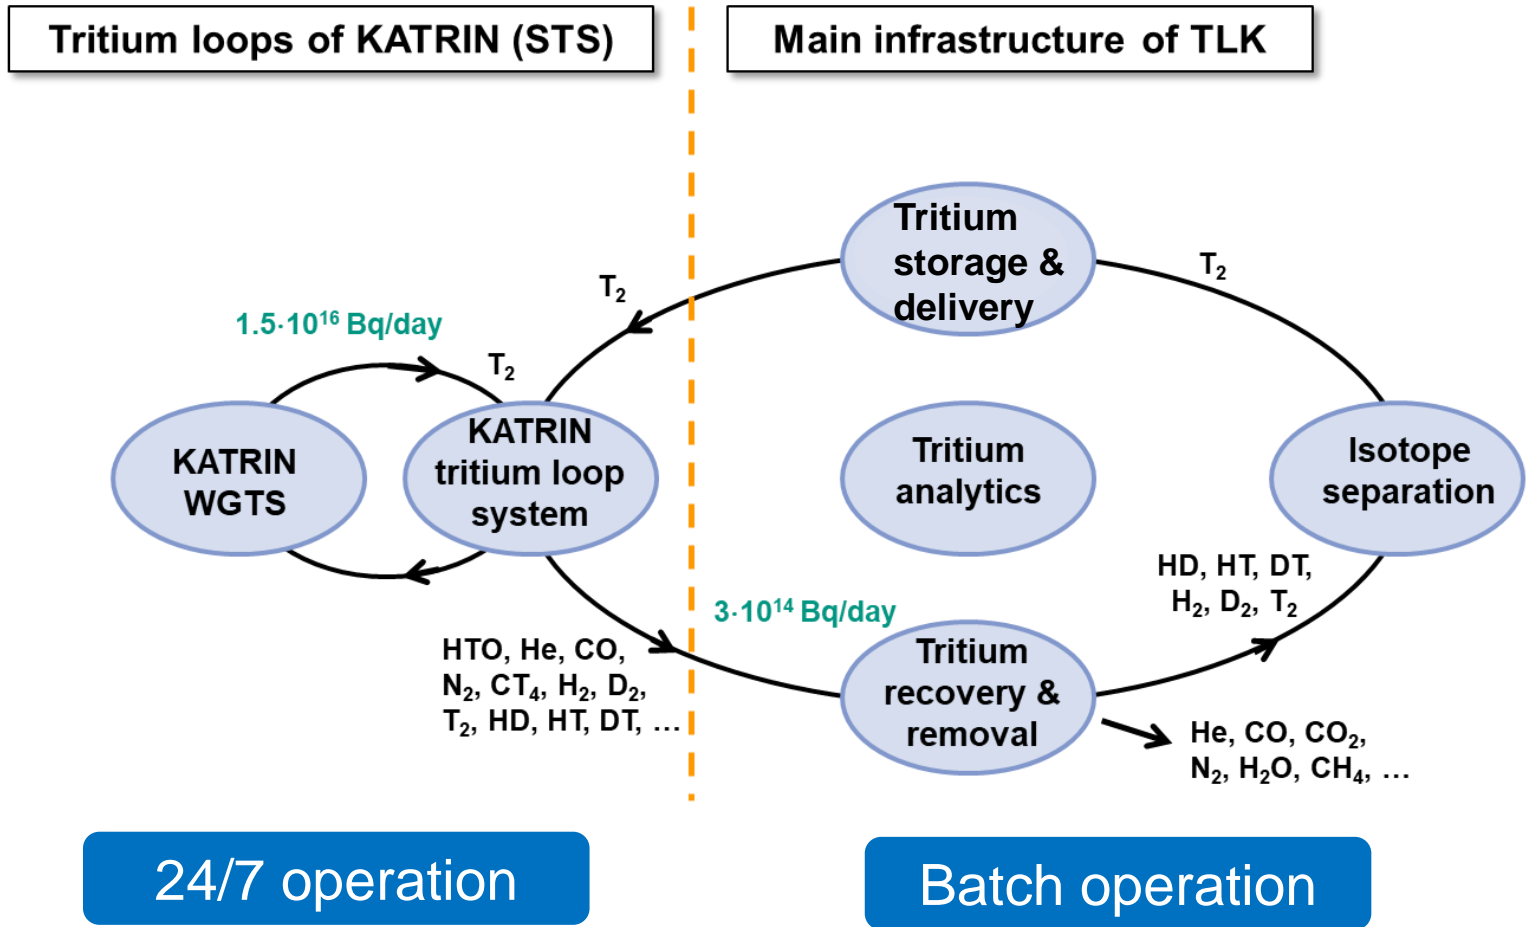 Tritium loops of KATRIN (STS)
Main infrastructure of TLK
Tritium
storage &
delivery
T₂
T₂
1.5·10¹⁶ Bq/day
T₂
KATRIN
WGTS
KATRIN
tritium loop
system
Tritium
analytics
Isotope
separation
HD, HT, DT,
H₂, D₂, T₂
3·10¹⁴ Bq/day
HTO, He, CO,
N₂, CT₄, H₂, D₂,
T₂, HD, HT, DT, …
Tritium
recovery &
removal
He, CO, CO₂,
N₂, H₂O, CH₄, …
24/7 operation
Batch operation